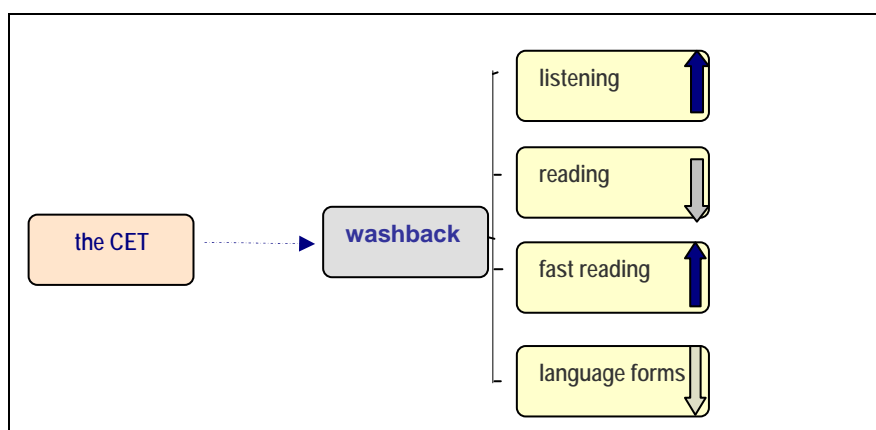 listening
reading
the CET
washback
fast reading
language forms